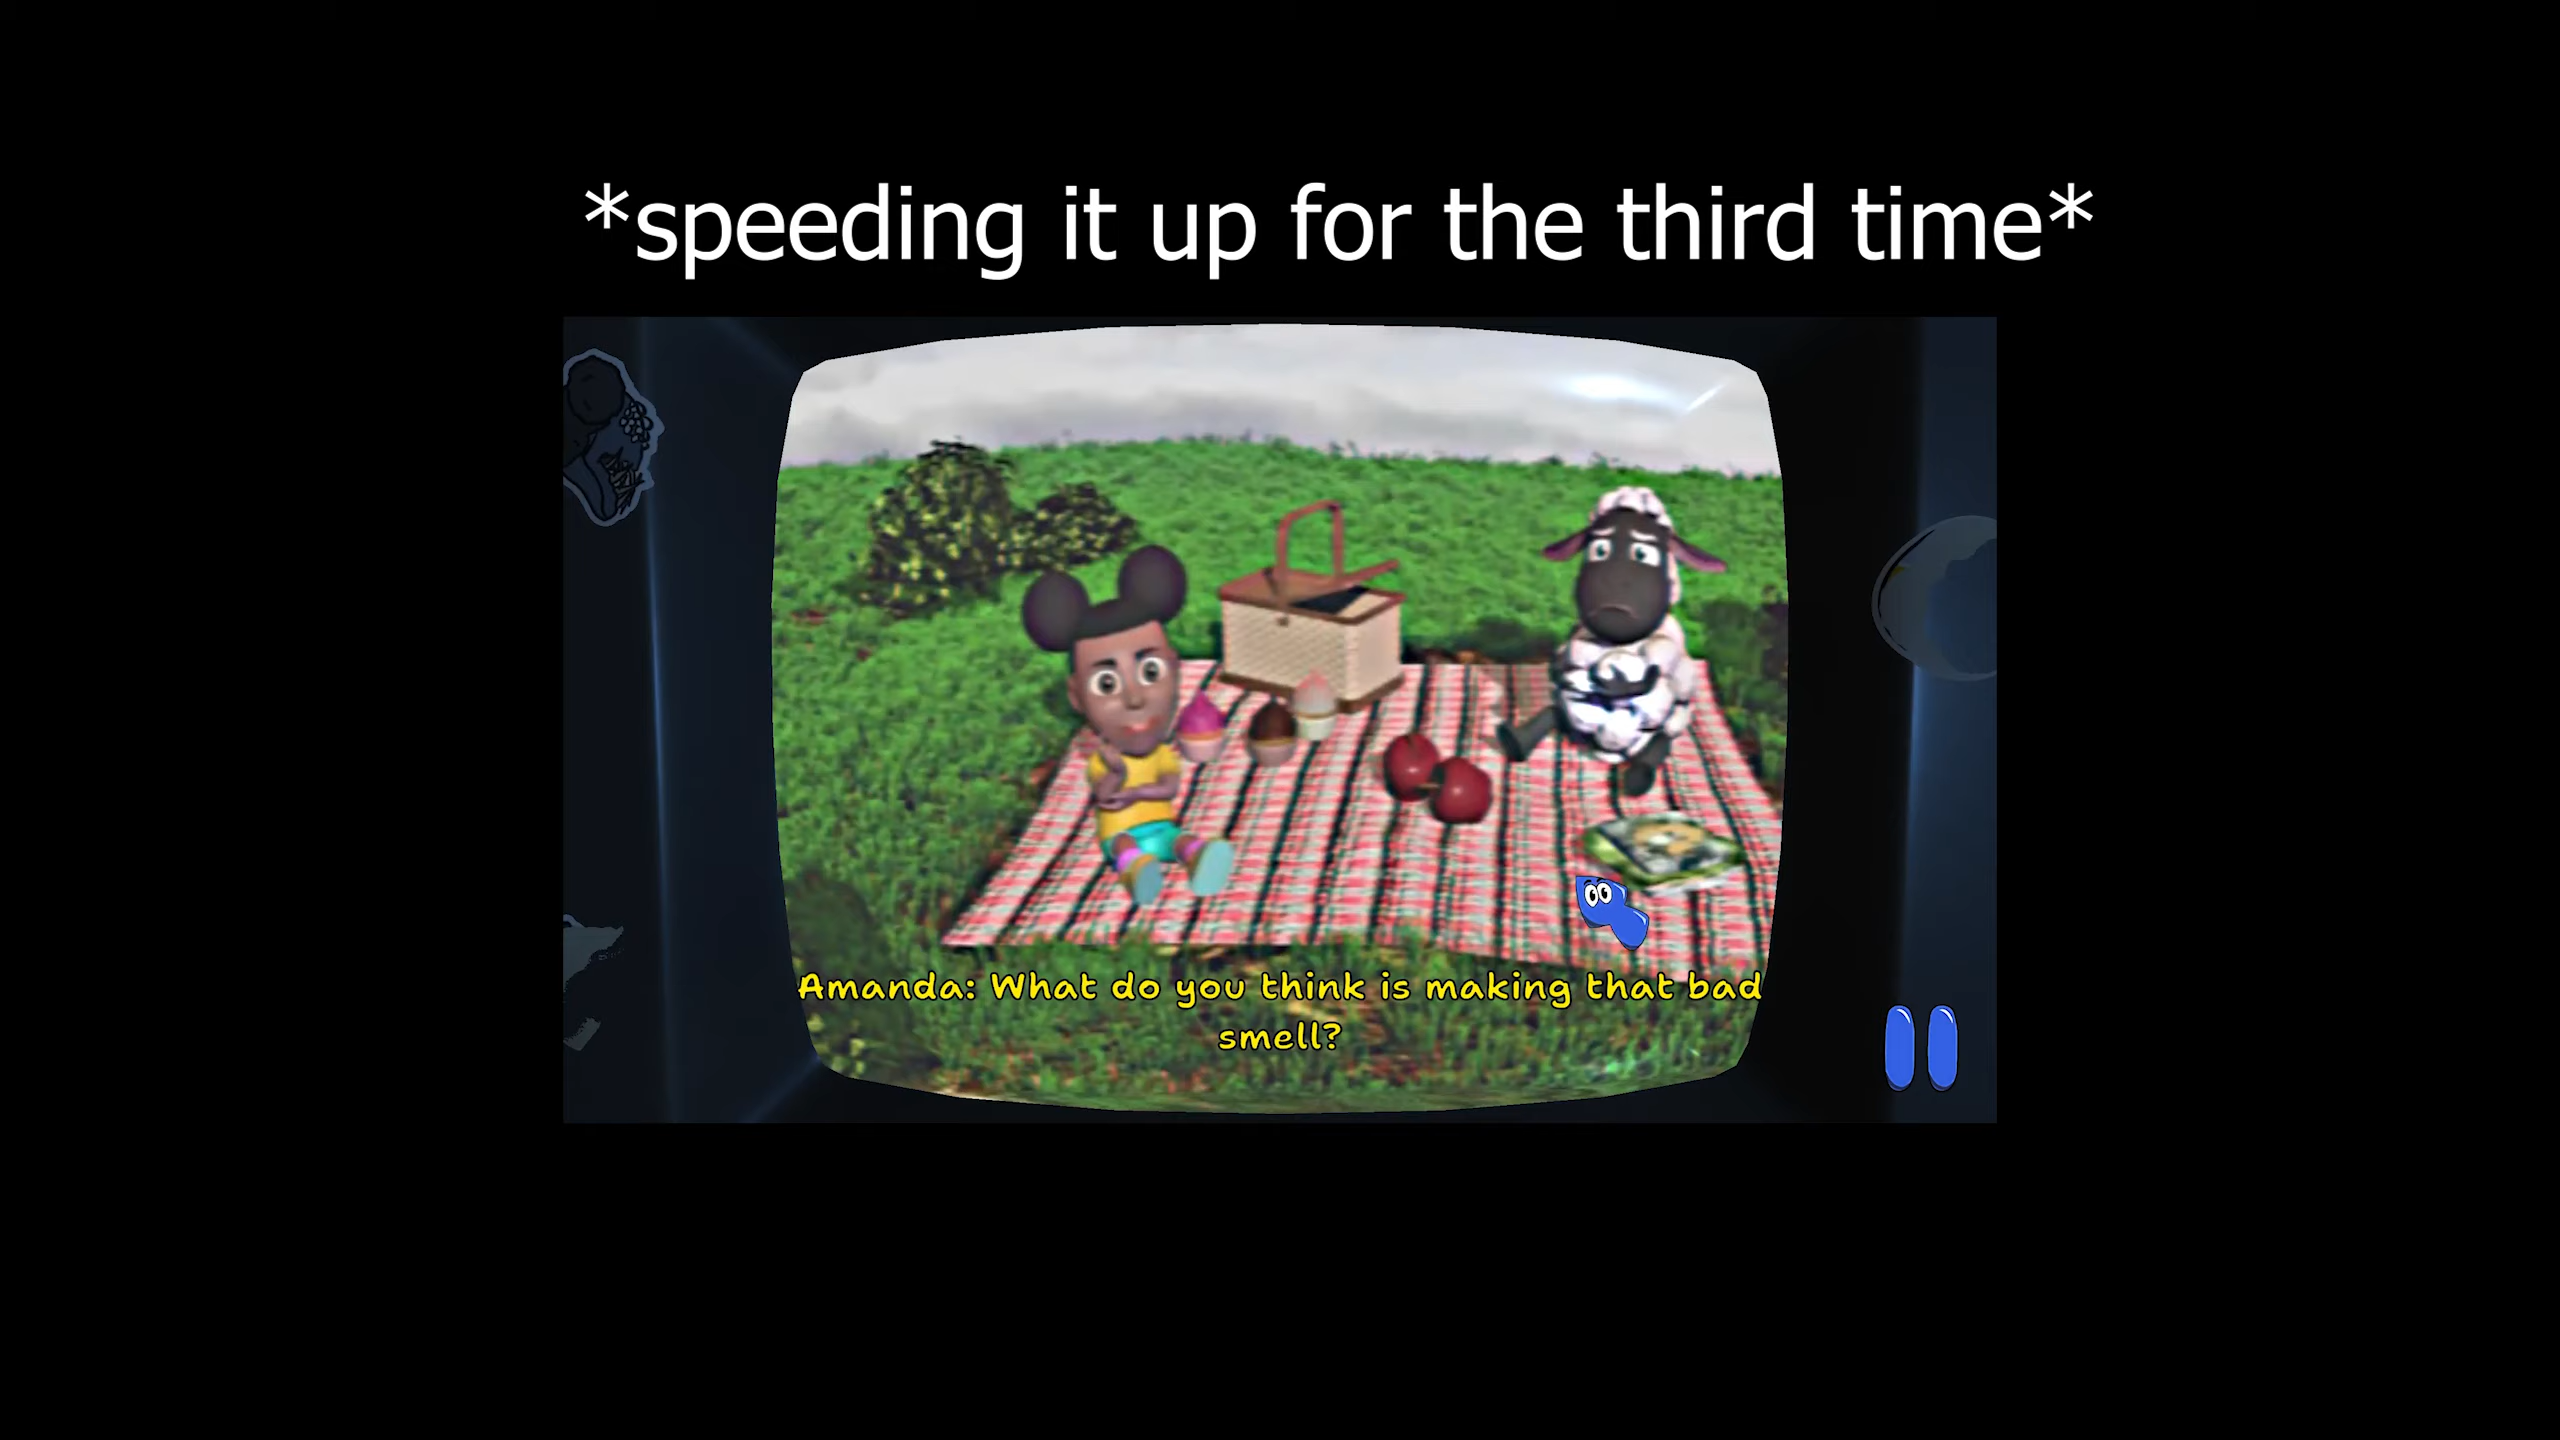 *speeding it up for the third time*
Amanda: What do you think is making that bad
smell?